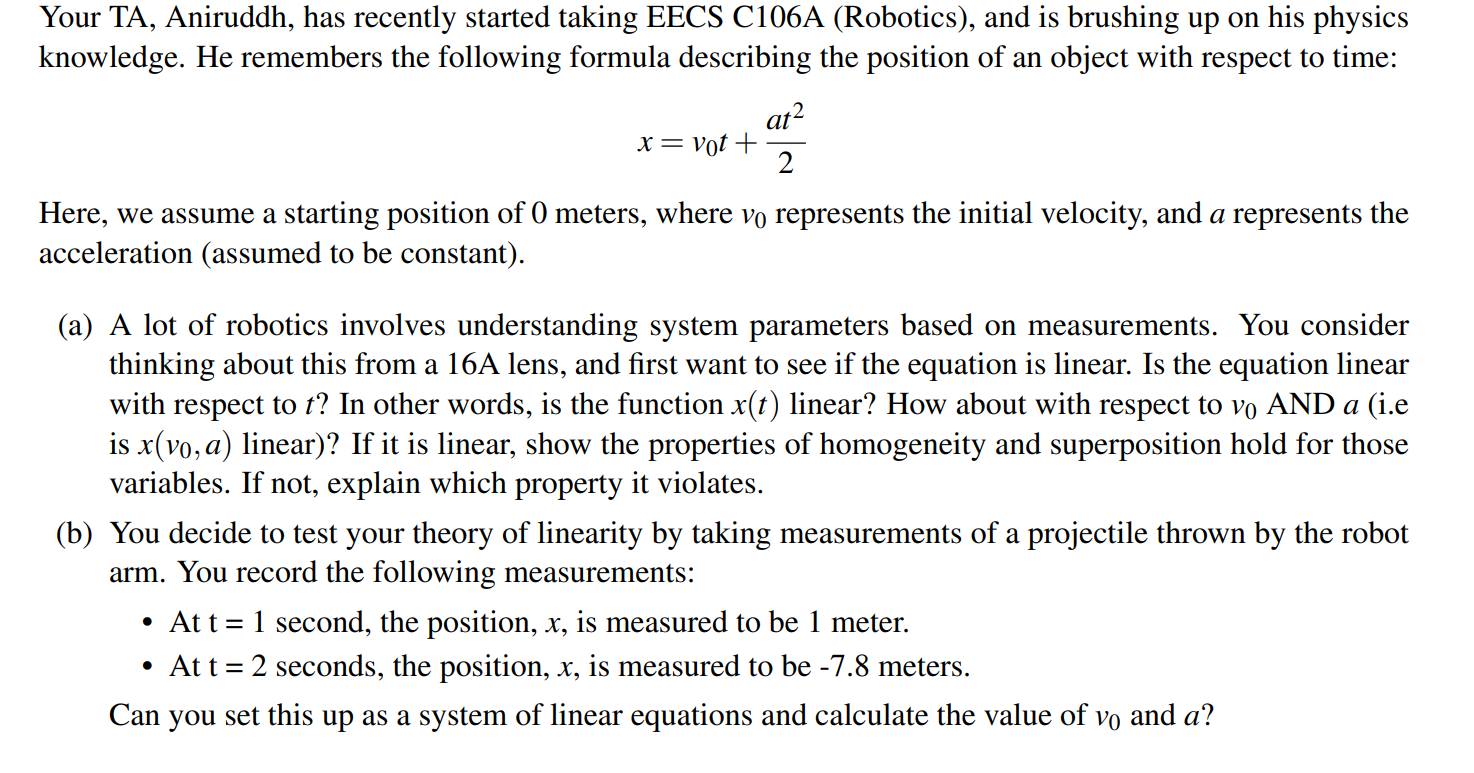 Your TA, Aniruddh, has recently started taking EECS C106A (Robotics), and is brushing up on his physics
knowledge. He remembers the following formula describing the position of an object with respect to time:
x = v₀t + at²/2
Here, we assume a starting position of 0 meters, where v₀ represents the initial velocity, and a represents the
acceleration (assumed to be constant).
(a) A lot of robotics involves understanding system parameters based on measurements. You consider
thinking about this from a 16A lens, and first want to see if the equation is linear. Is the equation linear
with respect to t? In other words, is the function x(t) linear? How about with respect to v₀ AND a (i.e
is x(v₀,a) linear)? If it is linear, show the properties of homogeneity and superposition hold for those
variables. If not, explain which property it violates.
(b) You decide to test your theory of linearity by taking measurements of a projectile thrown by the robot
arm. You record the following measurements:
• At t = 1 second, the position, x, is measured to be 1 meter.
• At t = 2 seconds, the position, x, is measured to be -7.8 meters.
Can you set this up as a system of linear equations and calculate the value of v₀ and a?